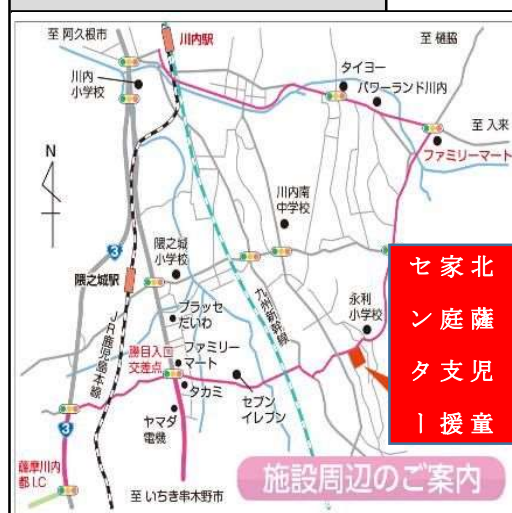 至 阿久根市
川内駅
至 樋脇
川内
小学校
タイヨー
パワーランド川内
至 入来
ファミリーマート
N
川内南
中学校
3
隈之城
小学校
隈之城駅
九州新幹線
永利
小学校
北薩児童
家庭支援
センター
プラッセ
だいわ
JR鹿児島本線
勝目入口
交差点
ファミリー
マート
タカミ
セブン
イレブン
ヤマダ
電機
3
薩摩川内
都I.C
至 いちき串木野市
施設周辺のご案内